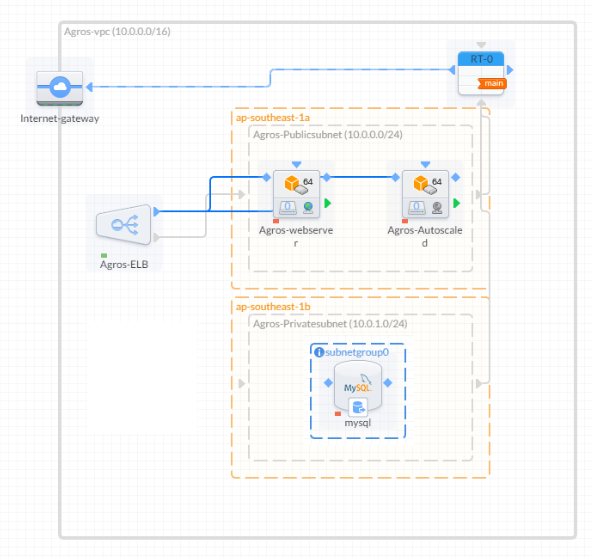 Agros-vpc (10.0.0.0/16)
RT-0
main
Internet-gateway
ap-southeast-1a
Agros-Publicsubnet (10.0.0.0/24)
64
64
0
0
Agros-webserve
r
Agros-Autoscale
d
Agros-ELB
ap-southeast-1b
Agros-Privatesubnet (10.0.1.0/24)
i subnetgroup0
MySQL
mysql